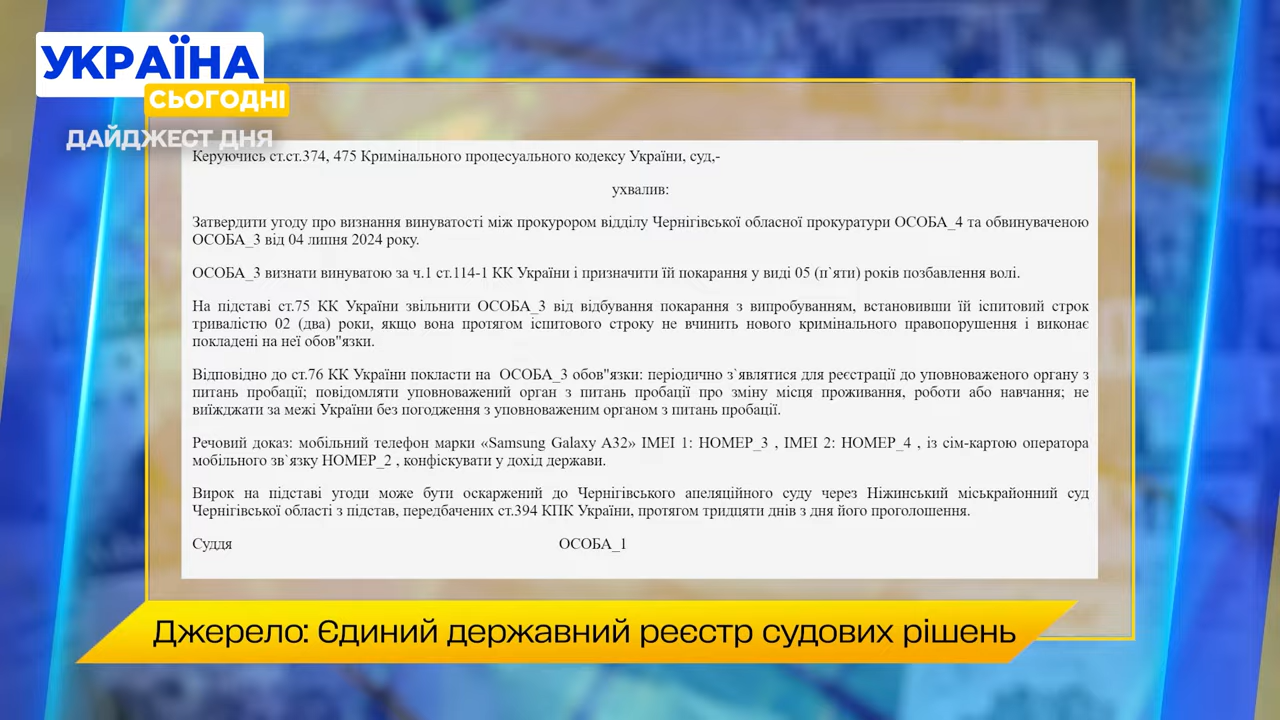 УКРАЇНА
СЬОГОДНІ
ДАЙДЖЕСТ ДНЯ
Керуючись ст.ст.374, 475 Кримінального процесуального кодексу України, суд,-
ухвалив:
Затвердити угоду про визнання винуватості між прокурором відділу Чернігівської обласної прокуратури ОСОБА_4 та обвинуваченою
ОСОБА_3 від 04 липня 2024 року.
ОСОБА_3 визнати винуватою за ч.1 ст.114-1 КК України і призначити їй покарання у виді 05 (п`яти) років позбавлення волі.
На підставі ст.75 КК України звільнити ОСОБА_3 від відбування покарання з випробуванням, встановивши їй іспитовий строк
тривалістю 02 (два) роки, якщо вона протягом іспитового строку не вчинить нового кримінального правопорушення і виконає
покладені на неї обов"язки.
Відповідно до ст.76 КК України покласти на ОСОБА_3 обов"язки: періодично з`являтися для реєстрації до уповноваженого органу з
питань пробації; повідомляти уповноважений орган з питань пробації про зміну місця проживання, роботи або навчання; не
виїжджати за межі України без погодження з уповноваженим органом з питань пробації.
Речовий доказ: мобільний телефон марки «Samsung Galaxy A32» IMEI 1: НОМЕР_3 , IMEI 2: НОМЕР_4 , із сім-картою оператора
мобільного зв`язку НОМЕР_2 , конфіскувати у дохід держави.
Вирок на підставі угоди може бути оскаржений до Чернігівського апеляційного суду через Ніжинський міськрайонний суд
Чернігівської області з підстав, передбачених ст.394 КПК України, протягом тридцяти днів з дня його проголошення.
Суддя ОСОБА_1
Джерело: Єдиний державний реєстр судових рішень